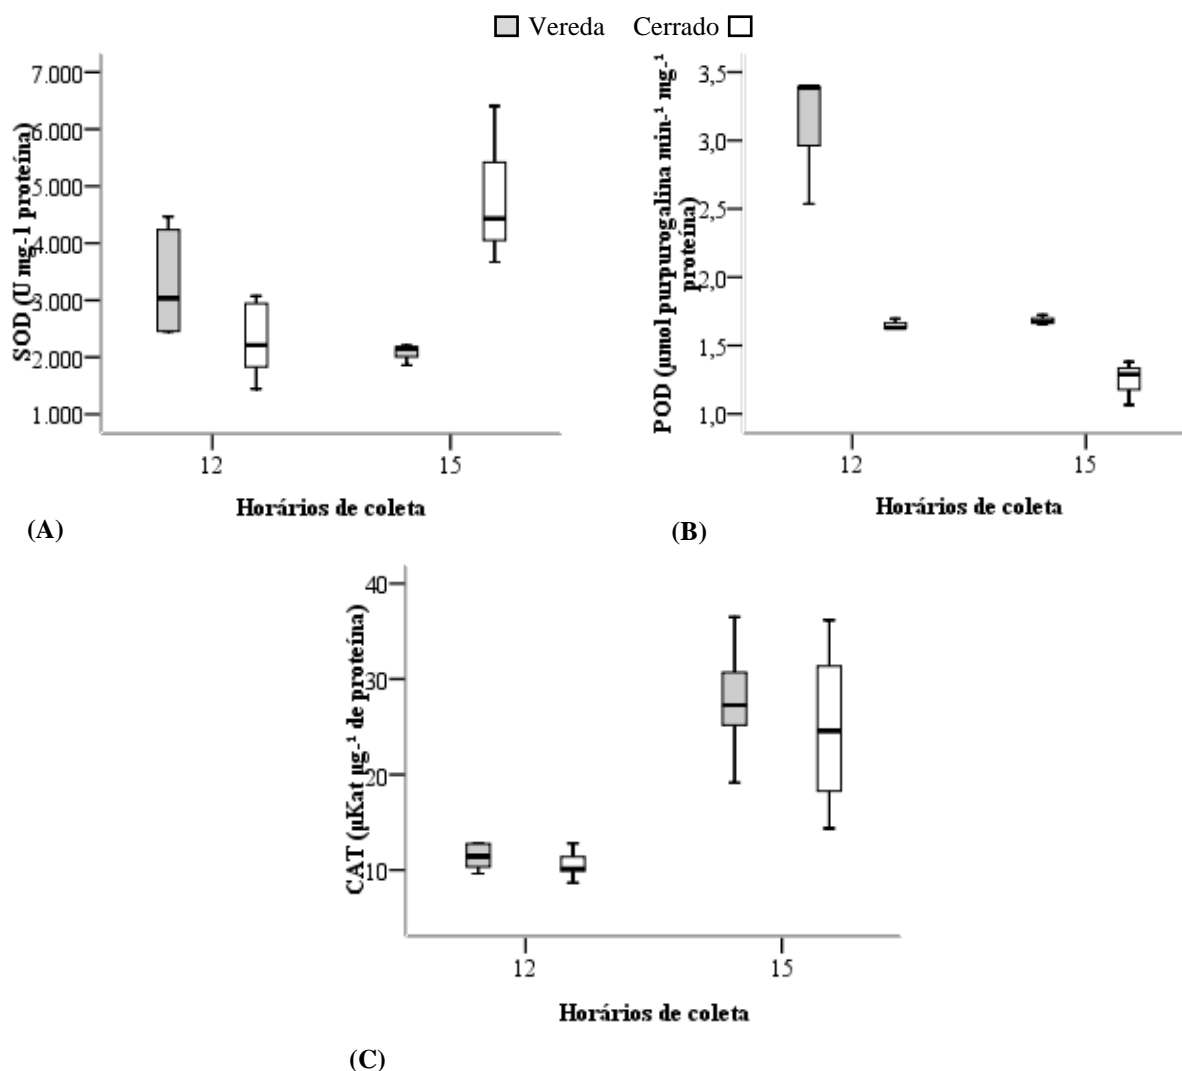 Vereda Cerrado
SOD (U mg-1 proteína)
7.000
6.000
5.000
4.000
3.000
2.000
1.000
12 15
Horários de coleta
(A)
POD (µmol purpurogalina min-¹ mg-¹
proteína)
3,5
3,0
2,5
2,0
1,5
1,0
12 15
Horários de coleta
(B)
CAT (µKat µg-¹ de proteína)
40
30
20
10
12 15
Horários de coleta
(C)